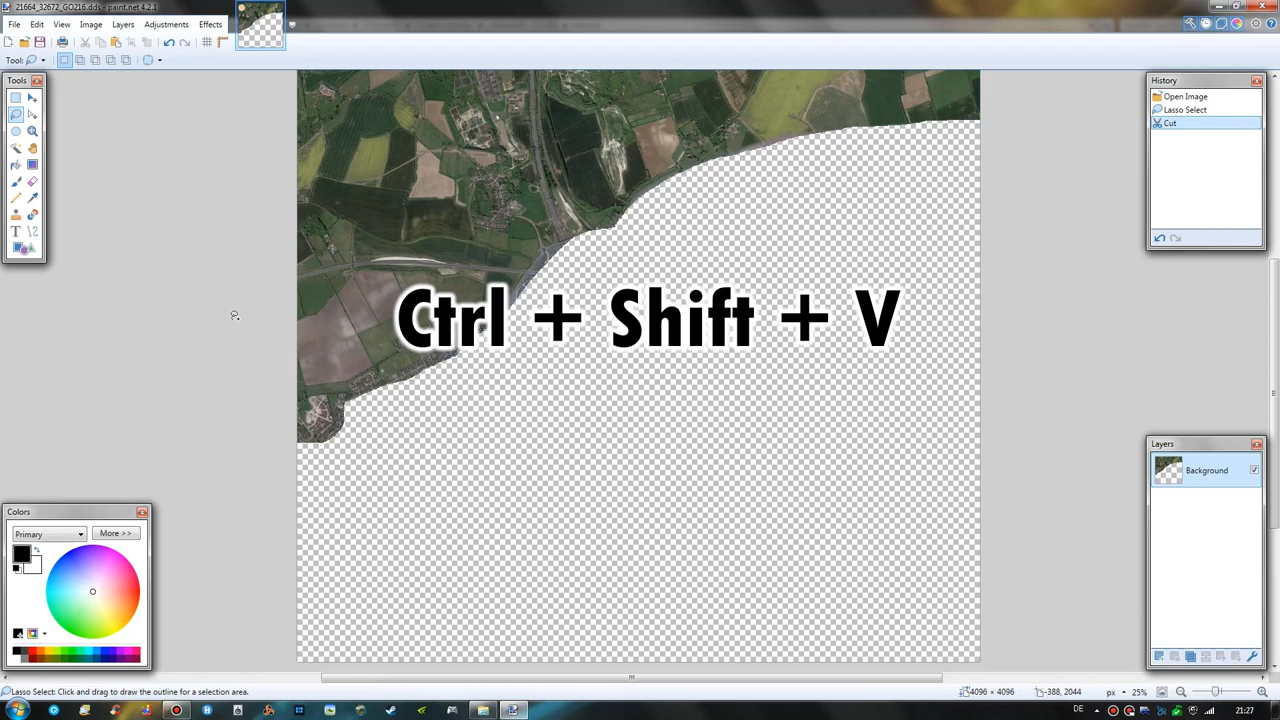 21664_32672_GO216.dds - paint.net 4.2.1
File Edit View Image Layers Adjustments Effects
Tool:
Tools
History
Open Image
Lasso Select
Cut
Ctrl + Shift + V
Layers
Background
Colors
Primary
More >>
Lasso Select: Click and drag to draw the outline for a selection area.
4096 × 4096
-388, 2044
px
25%
DE
21:27